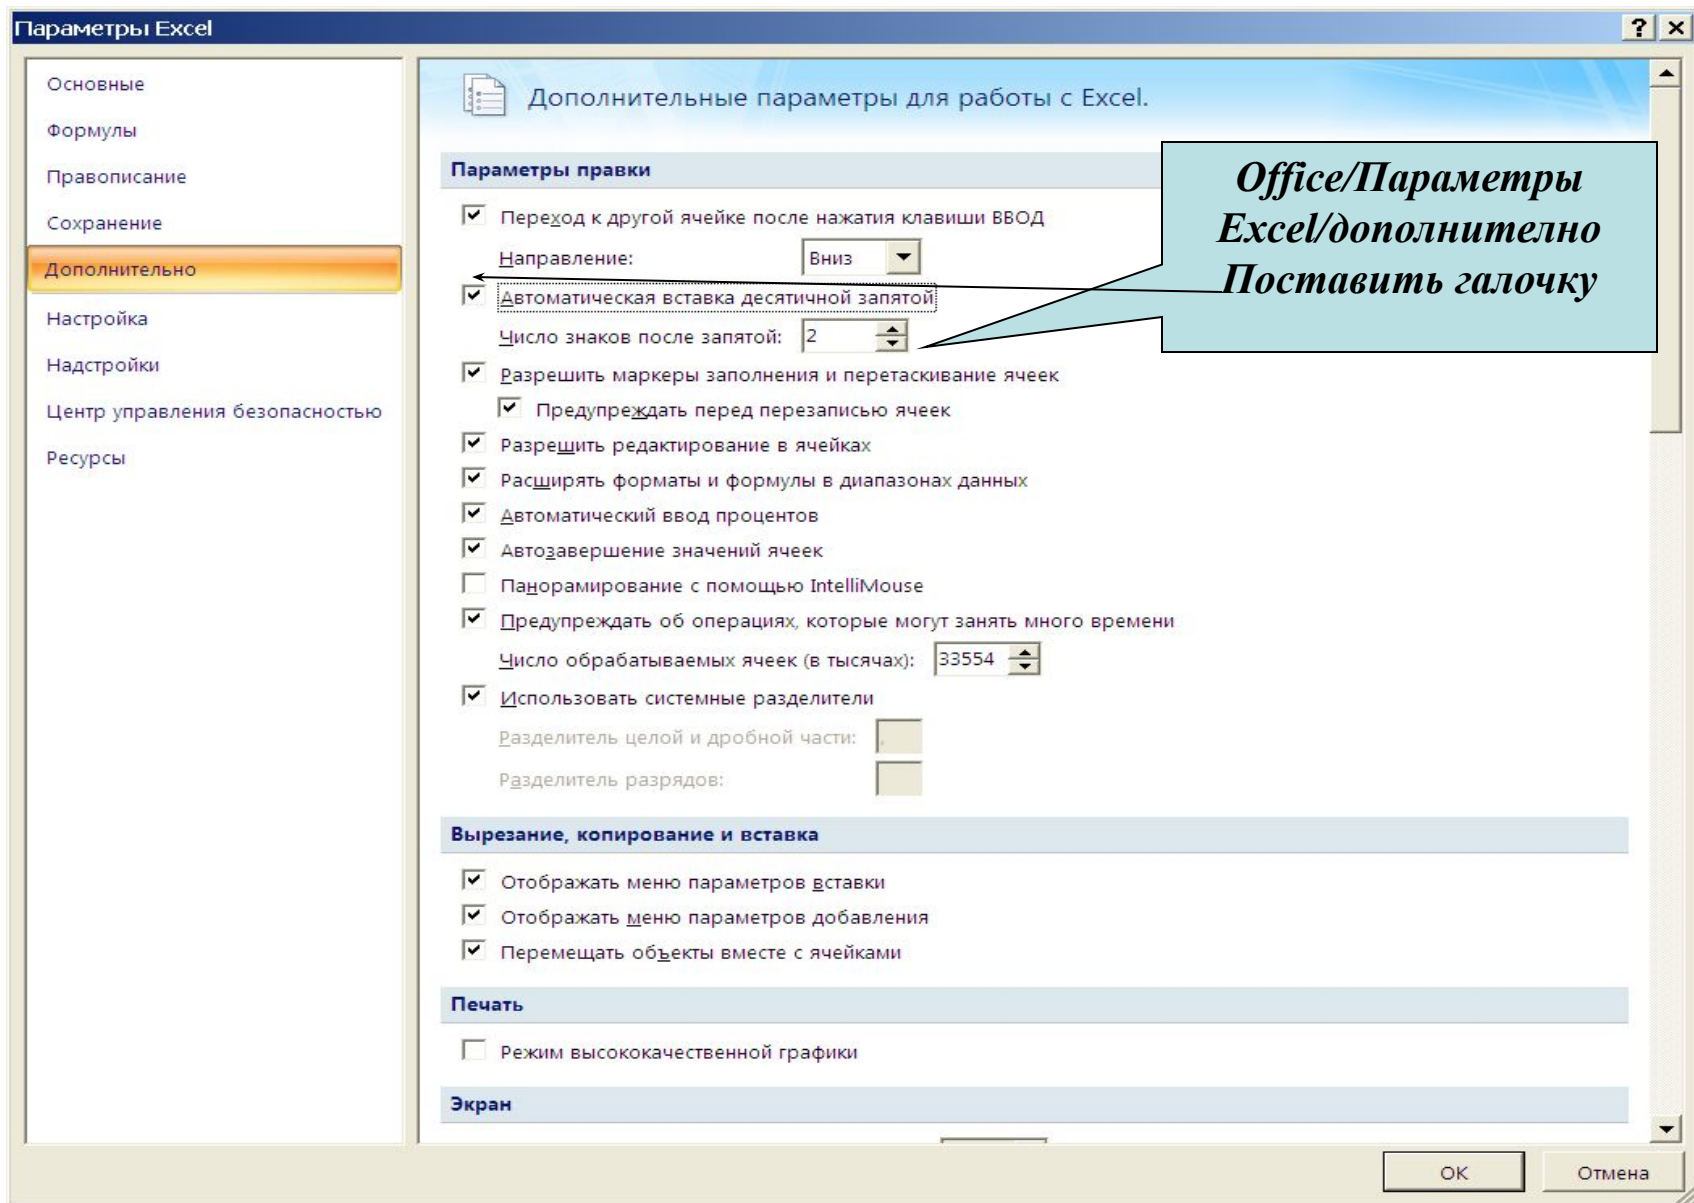 Параметры Excel
Основные
Формулы
Правописание
Сохранение
Дополнительно
Настройка
Надстройки
Центр управления безопасностью
Ресурсы
Дополнительные параметры для работы с Excel.
Параметры правки
Переход к другой ячейке после нажатия клавиши ВВОД
Направление: Вниз
Автоматическая вставка десятичной запятой
Число знаков после запятой: 2
Office/Параметры
Excel/дополнително
Поставить галочку
Разрешить маркеры заполнения и перетаскивание ячеек
Предупреждать перед перезаписью ячеек
Разрешить редактирование в ячейках
Расширять форматы и формулы в диапазонах данных
Автоматический ввод процентов
Автозавершение значений ячеек
Панорамирование с помощью IntelliMouse
Предупреждать об операциях, которые могут занять много времени
Число обрабатываемых ячеек (в тысячах): 33554
Использовать системные разделители
Разделитель целой и дробной части: ,
Разделитель разрядов:
Вырезание, копирование и вставка
Отображать меню параметров вставки
Отображать меню параметров добавления
Перемещать объекты вместе с ячейками
Печать
Режим высококачественной графики
Экран
ОК
Отмена